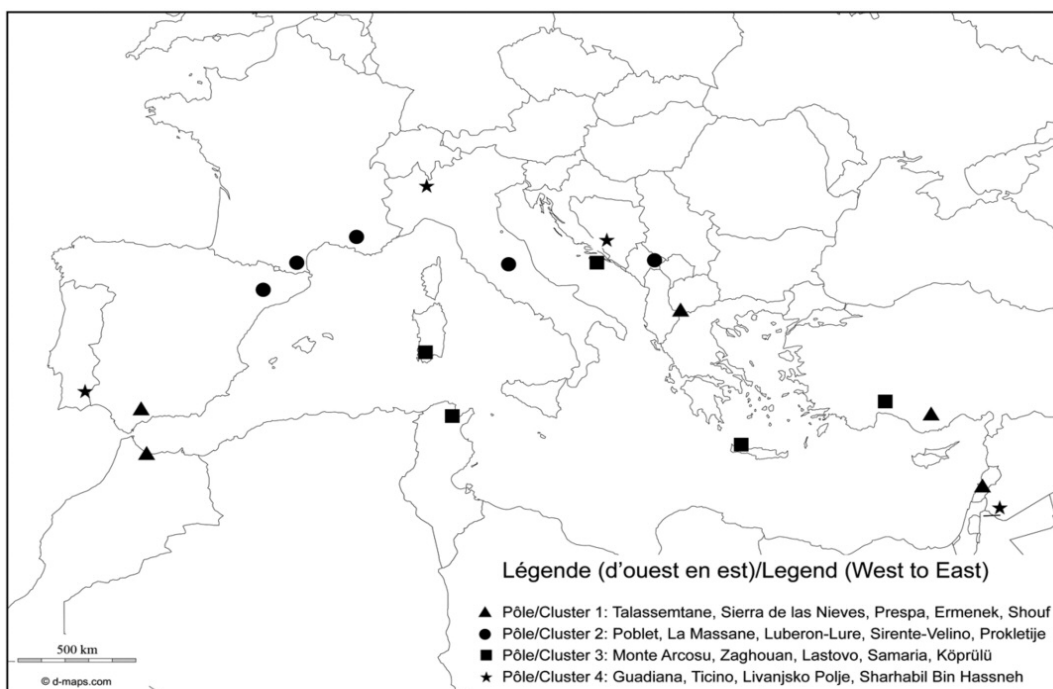 Légende (d'ouest en est)/Legend (West to East)
Pôle/Cluster 1: Talassemtane, Sierra de las Nieves, Prespa, Ermenek, Shouf
Pôle/Cluster 2: Poblet, La Massane, Luberon-Lure, Sirente-Velino, Prokletije
Pôle/Cluster 3: Monte Arcosu, Zaghouan, Lastovo, Samaria, Köprülü
Pôle/Cluster 4: Guadiana, Ticino, Livanjsko Polje, Sharhabil Bin Hassneh
500 km
© d-maps.com